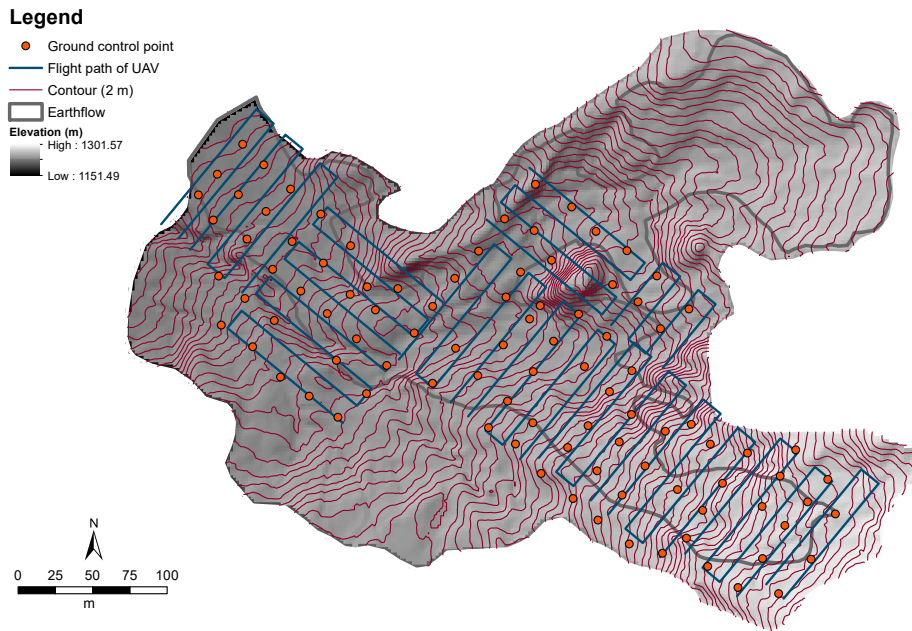 Legend
Ground control point
Flight path of UAV
Contour (2 m)
Earthflow
Elevation (m)
High : 1301.57
Low : 1151.49
N
0 25 50 75 100
m